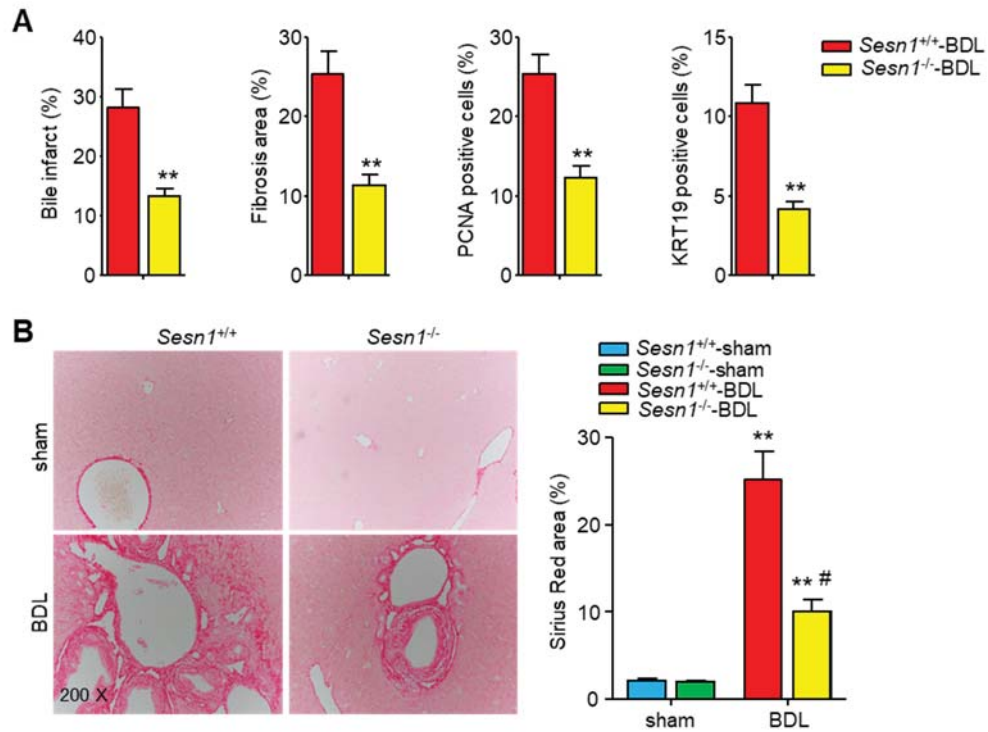 A
Bile infarct (%)
40
30
20
10
0
Fibrosis area (%)
30
20
10
0
**
PCNA positive cells (%)
30
20
10
0
**
KRT19 positive cells (%)
15
10
5
0
**
**
Sesn1+/+-BDL
Sesn1-/--BDL
B
Sesn1+/+
Sesn1-/-
sham
BDL
200 X
Sesn1+/+-sham
Sesn1-/--sham
Sesn1+/+-BDL
Sesn1-/--BDL
Sirius Red area (%)
30
20
10
0
**
** #
sham
BDL